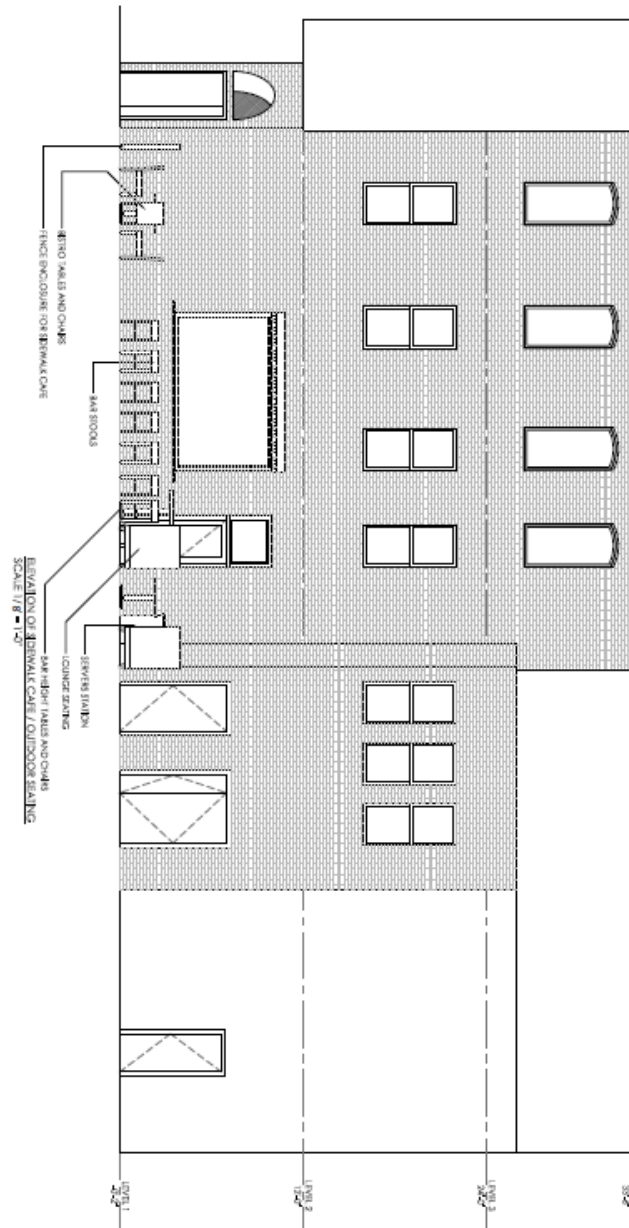 FENCE ENCLOSURE FOR SIDEWALK CAFE
BISTRO TABLES AND CHAIRS
BAR STOOLS
BAR HEIGHT TABLES AND CHAIRS
LOUNGE SEATING
SERVERS STATION
ELEVATION OF SIDEWALK CAFE / OUTDOOR SEATING
SCALE 1/8" = 1'-0"
LEVEL 1
LEVEL 2
LEVEL 3